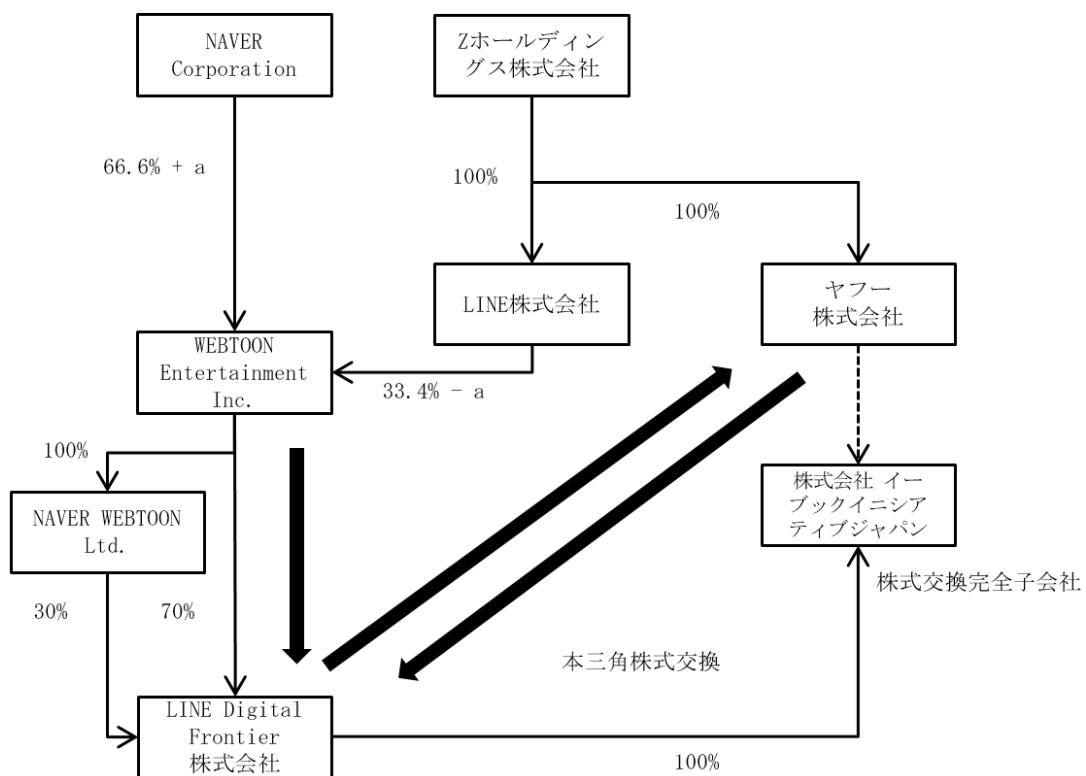 NAVER
Corporation
Zホールディン
グス株式会社
66.6% + a
100%
100%
LINE株式会社
ヤフー
株式会社
WEBTOON
Entertainment
Inc.
33.4% − a
100%
株式会社 イー
ブックイニシア
ティブジャパン
NAVER WEBTOON
Ltd.
株式交換完全子会社
30%
70%
本三角株式交換
LINE Digital
Frontier
株式会社
100%